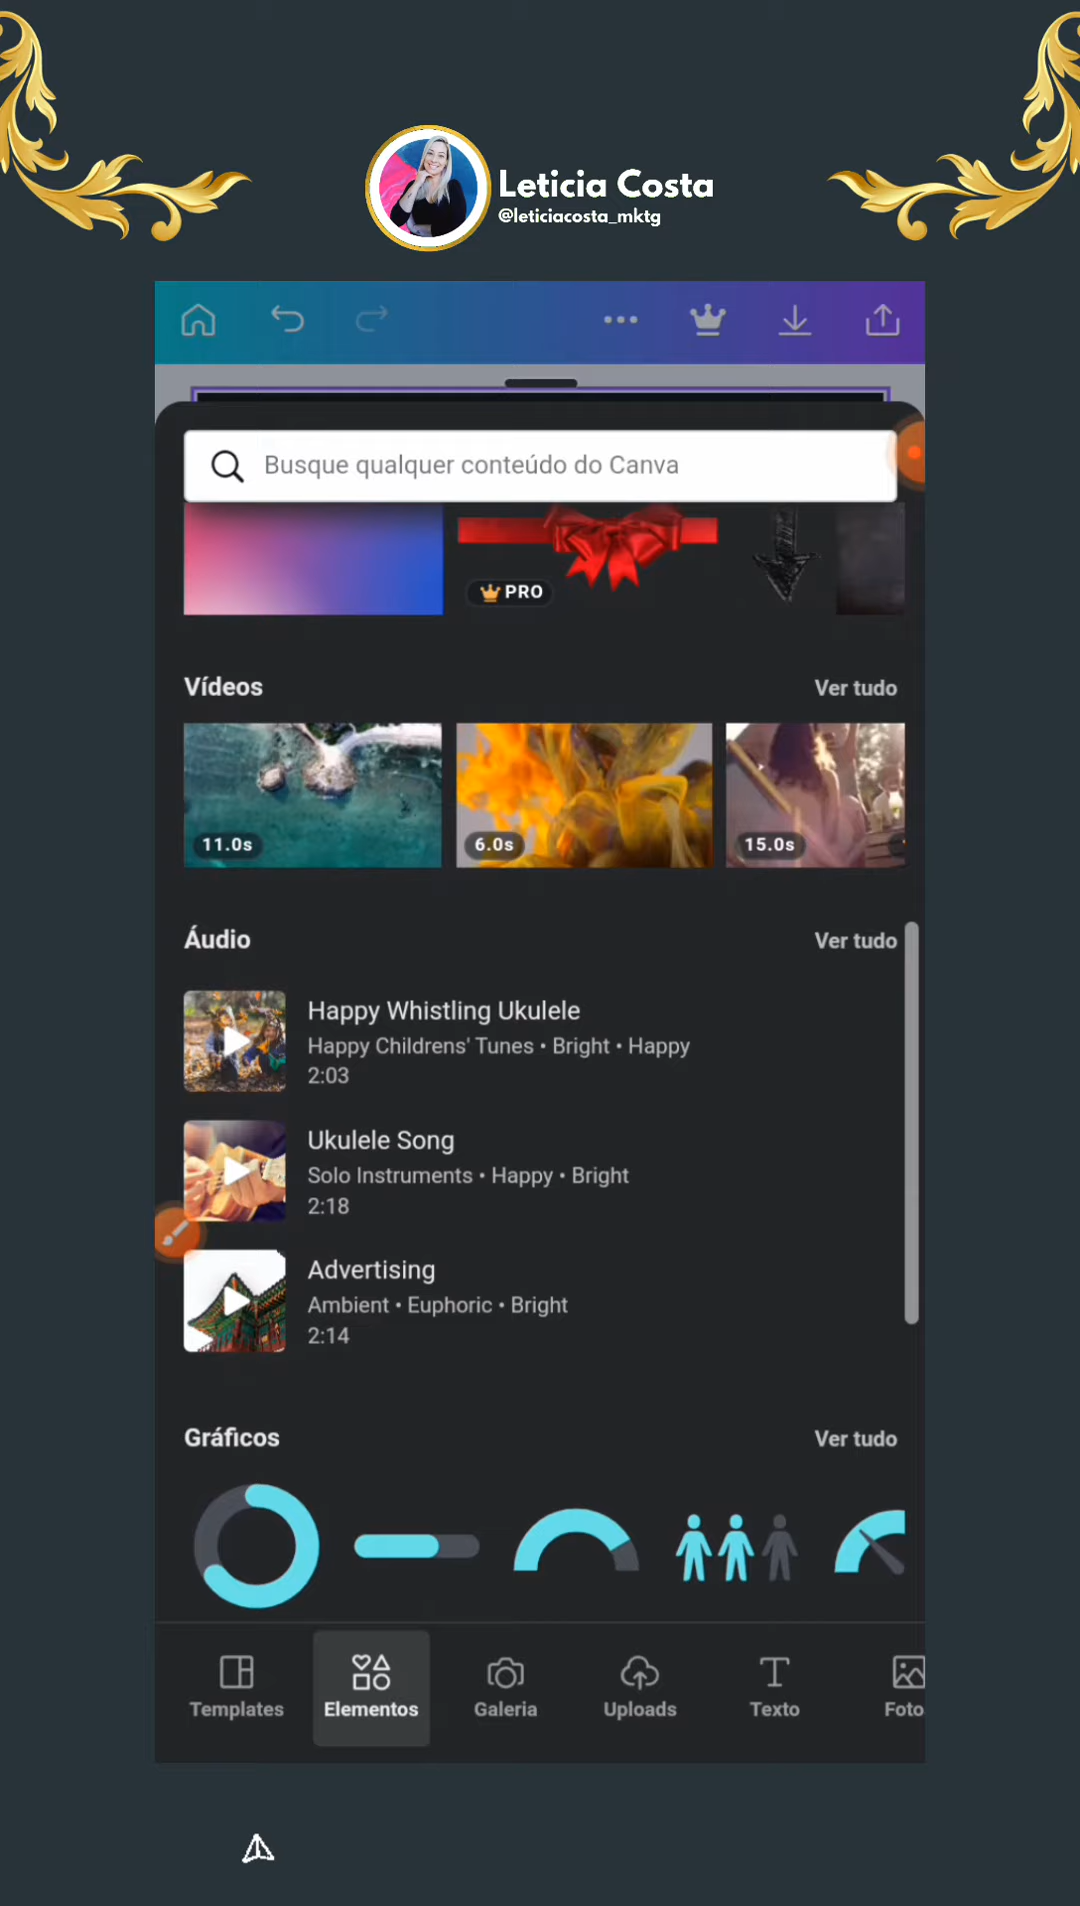 Leticia Costa
@leticiacosta_mktg
Busque qualquer conteúdo do Canva
PRO
Vídeos
Ver tudo
11.0s
6.0s
15.0s
Áudio
Ver tudo
Happy Whistling Ukulele
Happy Childrens' Tunes • Bright • Happy
2:03
Ukulele Song
Solo Instruments • Happy • Bright
2:18
Advertising
Ambient • Euphoric • Bright
2:14
Gráficos
Ver tudo
Templates
Elementos
Galeria
Uploads
Texto
Foto